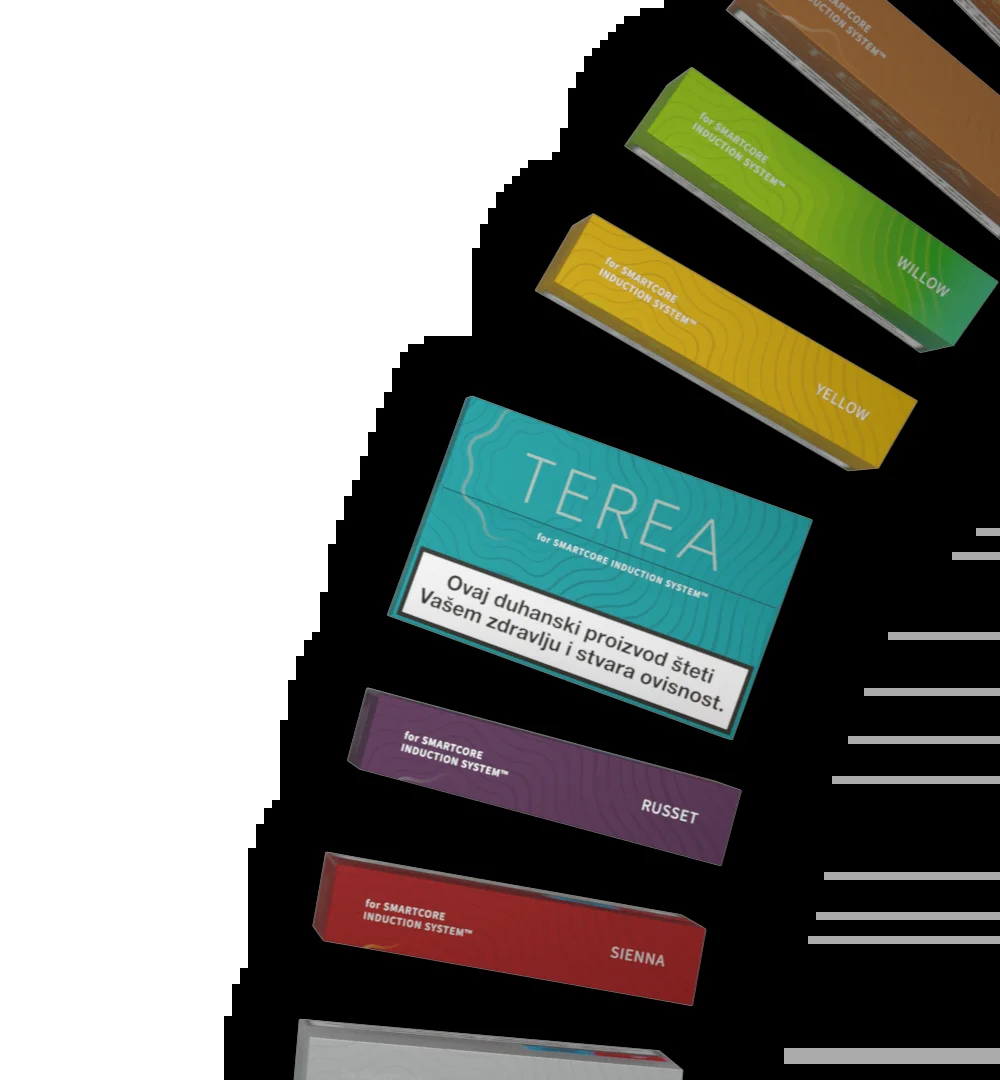 SMARTCORE
INDUCTION SYSTEM™
TEREA
for SMARTCORE
INDUCTION SYSTEM™
WILLOW
for SMARTCORE
INDUCTION SYSTEM™
YELLOW
TEREA
for SMARTCORE INDUCTION SYSTEM™
Ovaj duhanski proizvod šteti
Vašem zdravlju i stvara ovisnost.
for SMARTCORE
INDUCTION SYSTEM™
RUSSET
for SMARTCORE
INDUCTION SYSTEM™
SIENNA